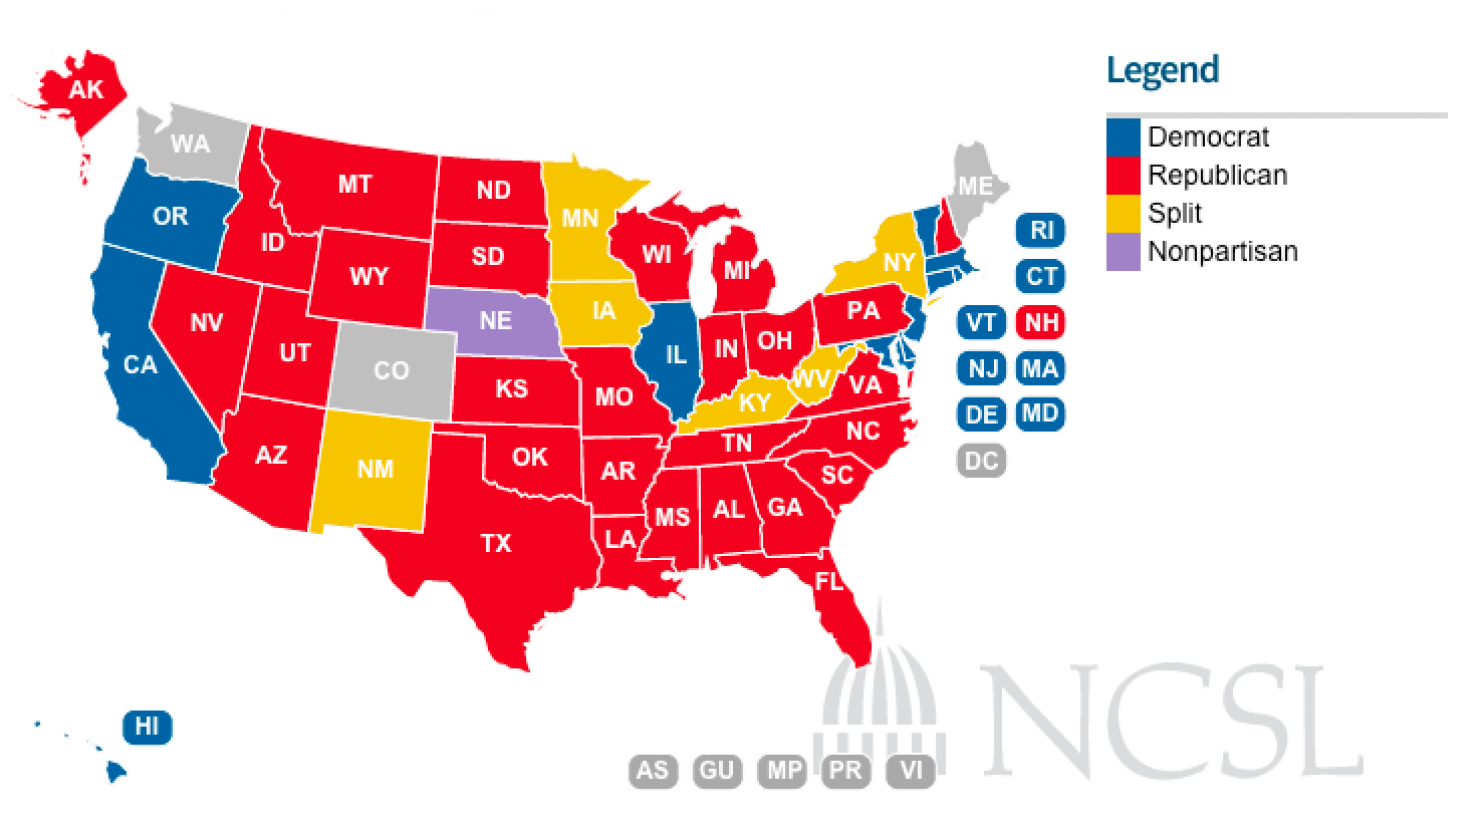 AK
WA
MT
ND
MN
ME
Legend
Democrat
Republican
Split
Nonpartisan
OR
ID
SD
WI
NY
RI
WY
MI
CT
NV
NE
IA
PA
VT
NH
UT
IL
IN
OH
CA
CO
KS
MO
KY
WV
VA
NJ
MA
AZ
NM
OK
AR
TN
NC
DE
MD
SC
DC
TX
LA
MS
AL
GA
FL
HI
AS
GU
MP
PR
VI
NCSL